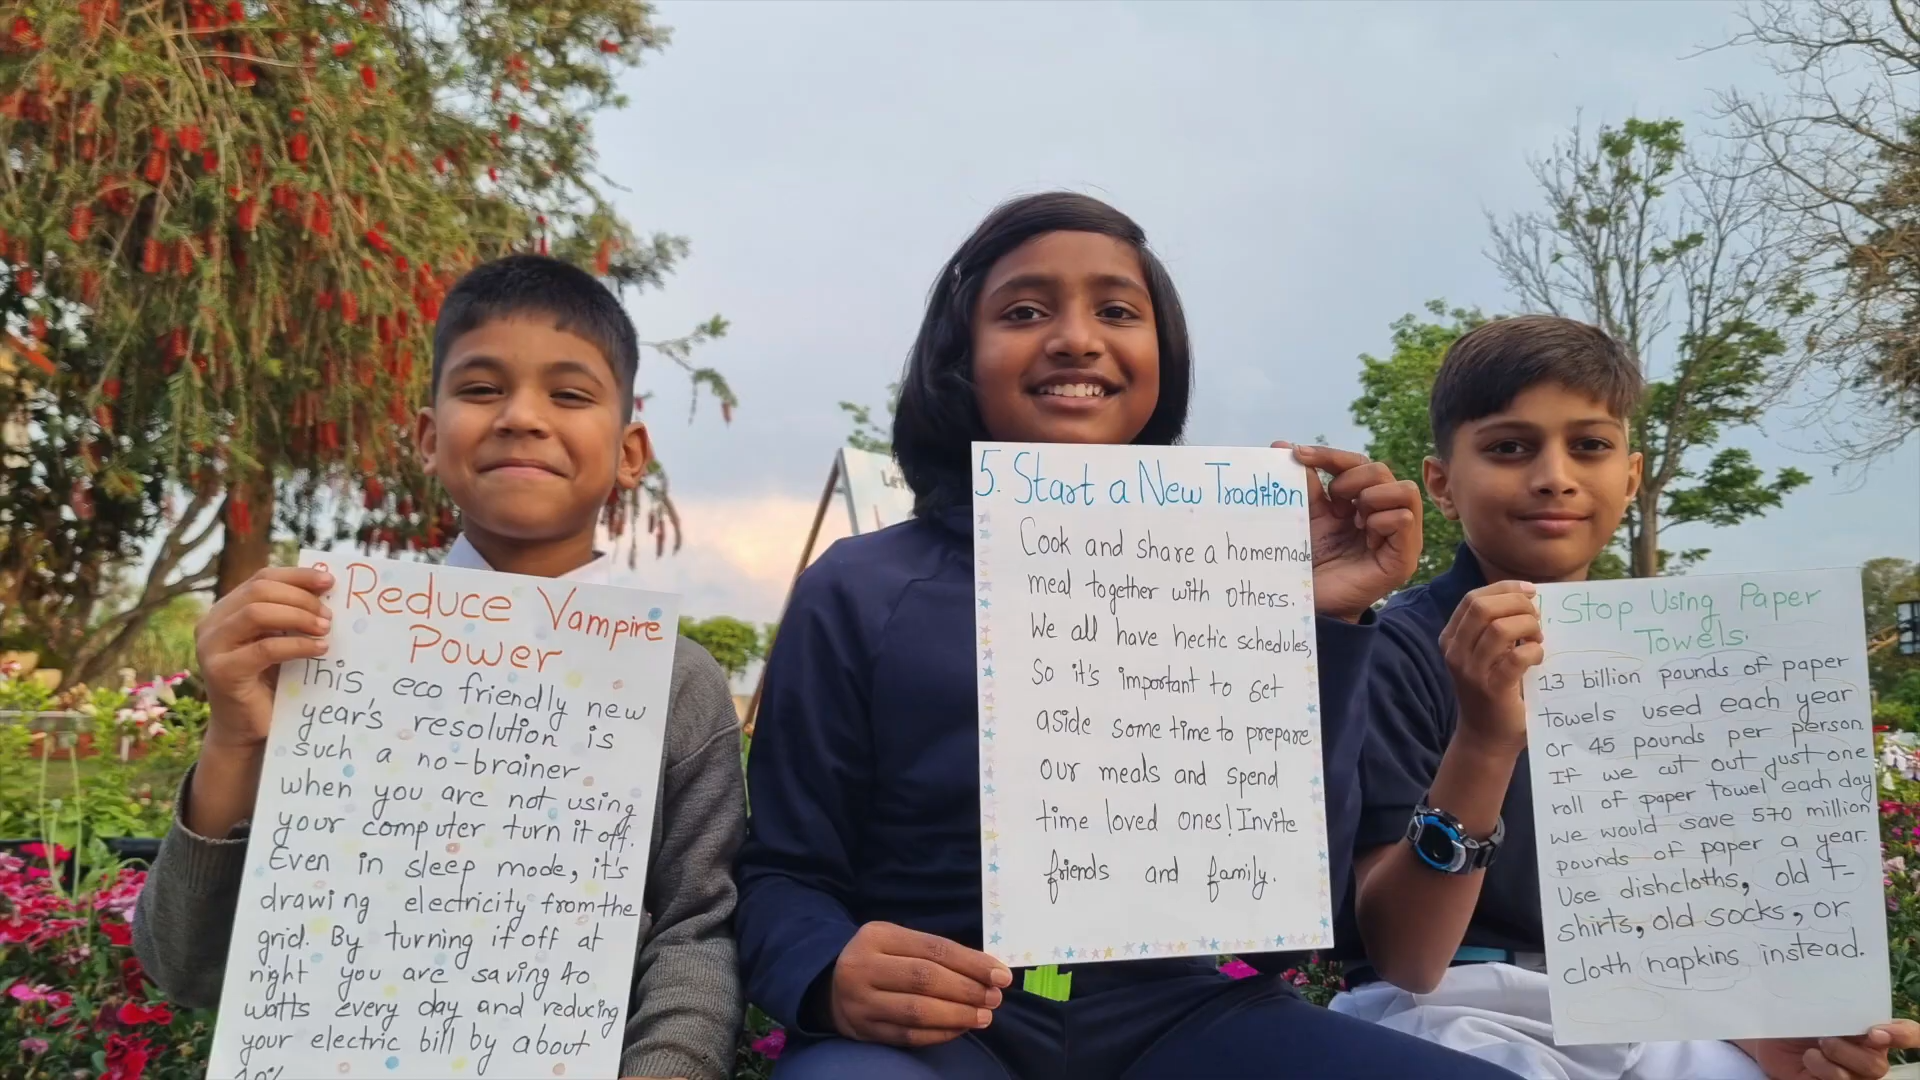 Reduce Vampire
Power
This eco friendly new
year's resolution is
such a no-brainer
when you are not using
your computer turn it off.
Even in sleep mode, it's
drawing electricity from the
grid. By turning it off at
night you are saving 40
watts every day and reducing
your electric bill by about
5. Start a New Tradition
Cook and share a homemade
meal together with others.
We all have hectic schedules,
So it's important to set
aside some time to prepare
our meals and spend
time loved ones! Invite
friends and family.
Stop Using Paper
Towels.
13 billion pounds of paper
towels used each year
or 45 pounds per person
If we cut out just one
roll of paper towel each day
we would save 570 million
pounds of paper a year.
Use dishcloths, old t-
shirts, old socks, or
cloth napkins instead.